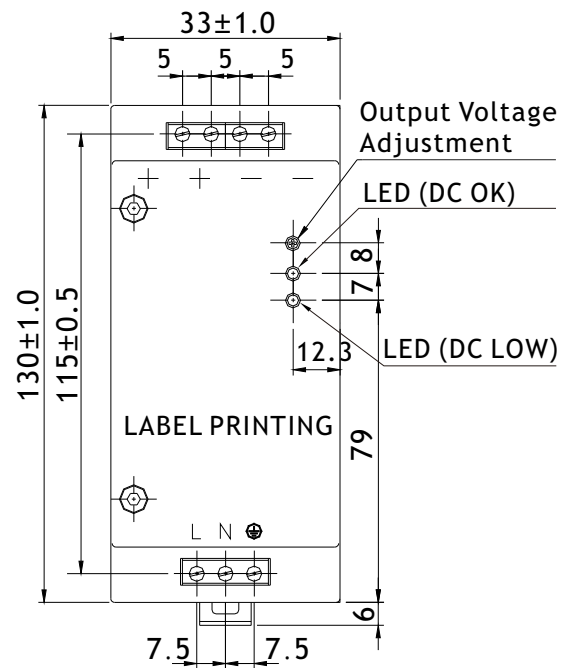 33±1.0
5 5 5
Output Voltage
Adjustment
+ + − −
LED (DC OK)
8
7
12.3
LED (DC LOW)
130±1.0
115±0.5
79
LABEL PRINTING
L N
6
7.5 7.5